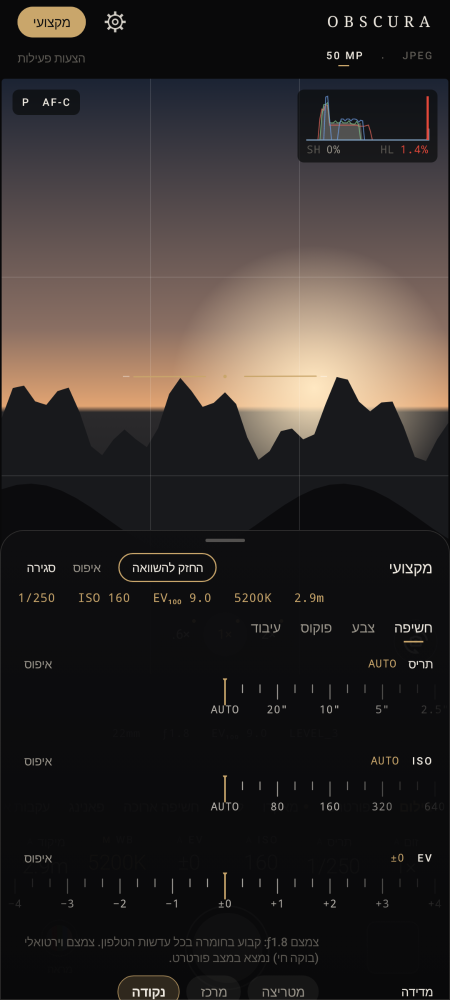 מקצועי OBSCURA
הצעות פעילות 50 MP · JPEG
P AF-C
SH 0% HL 1.4%
מקצועי החזק להשוואה איפוס סגירה
1/250 ISO 160 EV₁₀₀ 9.0 5200K 2.9m
חשיפה צבע פוקוס עיבוד
תריס AUTO איפוס
AUTO 20" 10" 5" 2.5"
ISO AUTO איפוס
AUTO 80 160 320 640
EV ±0 איפוס
−4 −3 −2 −1 ±0 +1 +2 +3 +4
ƒ1.8: קבוע בחומרה בכל עדשות הטלפון. צמצם וירטואלי
(בוקה חי) נמצא במצב פורטרט.
מדידה מטריצה מרכז נקודה